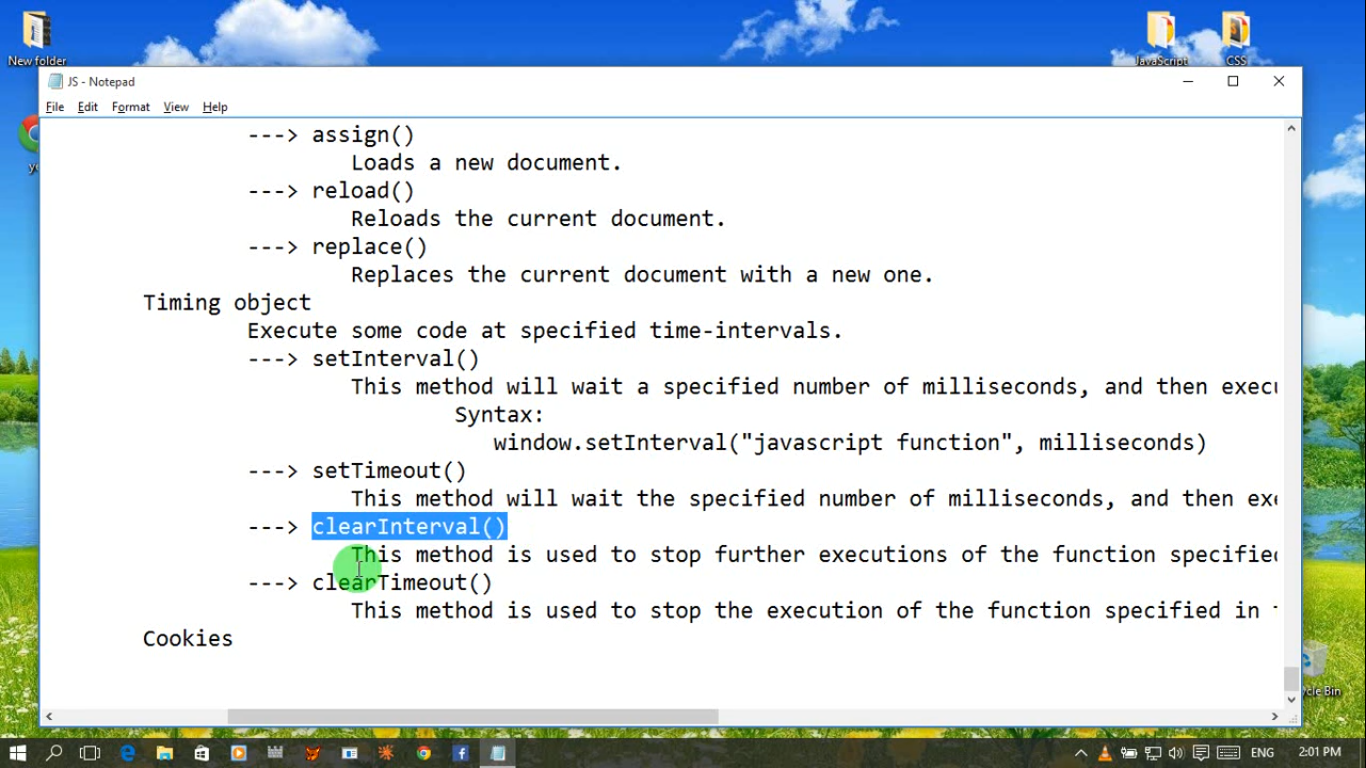 New folder
JavaScript
CSS
JS - Notepad
File Edit Format View Help
---> assign()
Loads a new document.
---> reload()
Reloads the current document.
---> replace()
Replaces the current document with a new one.
Timing object
Execute some code at specified time-intervals.
---> setInterval()
This method will wait a specified number of milliseconds, and then execu
Syntax:
window.setInterval("javascript function", milliseconds)
---> setTimeout()
This method will wait the specified number of milliseconds, and then exe
---> clearInterval()
This method is used to stop further executions of the function specified
---> clearTimeout()
This method is used to stop the execution of the function specified in
Cookies
ycle Bin
ENG 2:01 PM